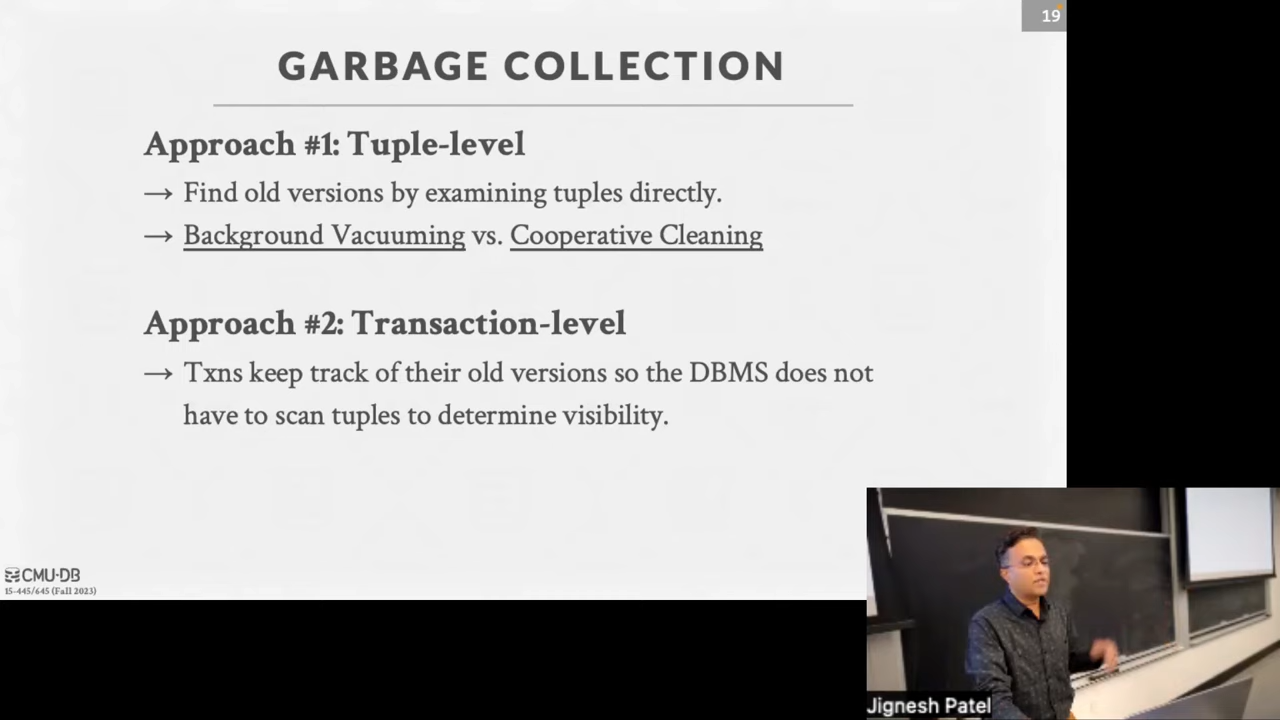 19
GARBAGE COLLECTION
Approach #1: Tuple-level
→ Find old versions by examining tuples directly.
→ Background Vacuuming vs. Cooperative Cleaning
Approach #2: Transaction-level
→ Txns keep track of their old versions so the DBMS does not
have to scan tuples to determine visibility.
CMU·DB
15-445/645 (Fall 2023)
Jignesh Patel